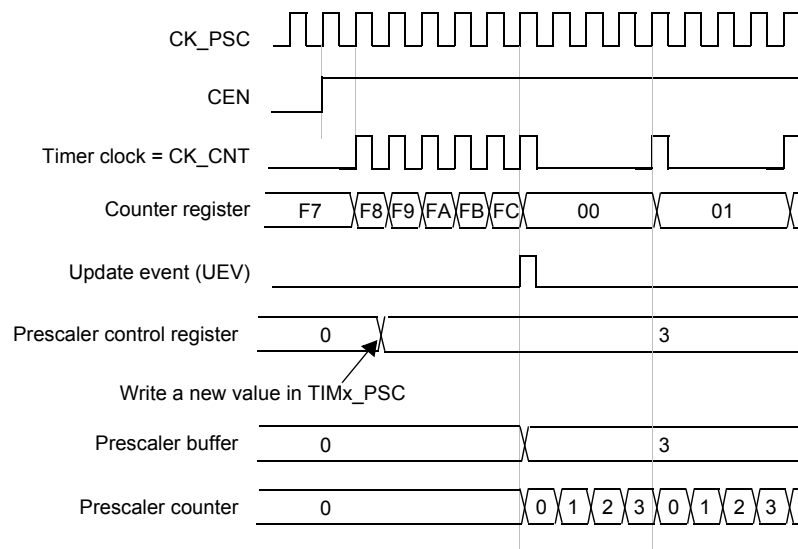 CK_PSC
CEN
Timer clock = CK_CNT
Counter register F7 F8 F9 FA FB FC 00 01
Update event (UEV)
Prescaler control register 0 3
Write a new value in TIMx_PSC
Prescaler buffer 0 3
Prescaler counter 0 0 1 2 3 0 1 2 3